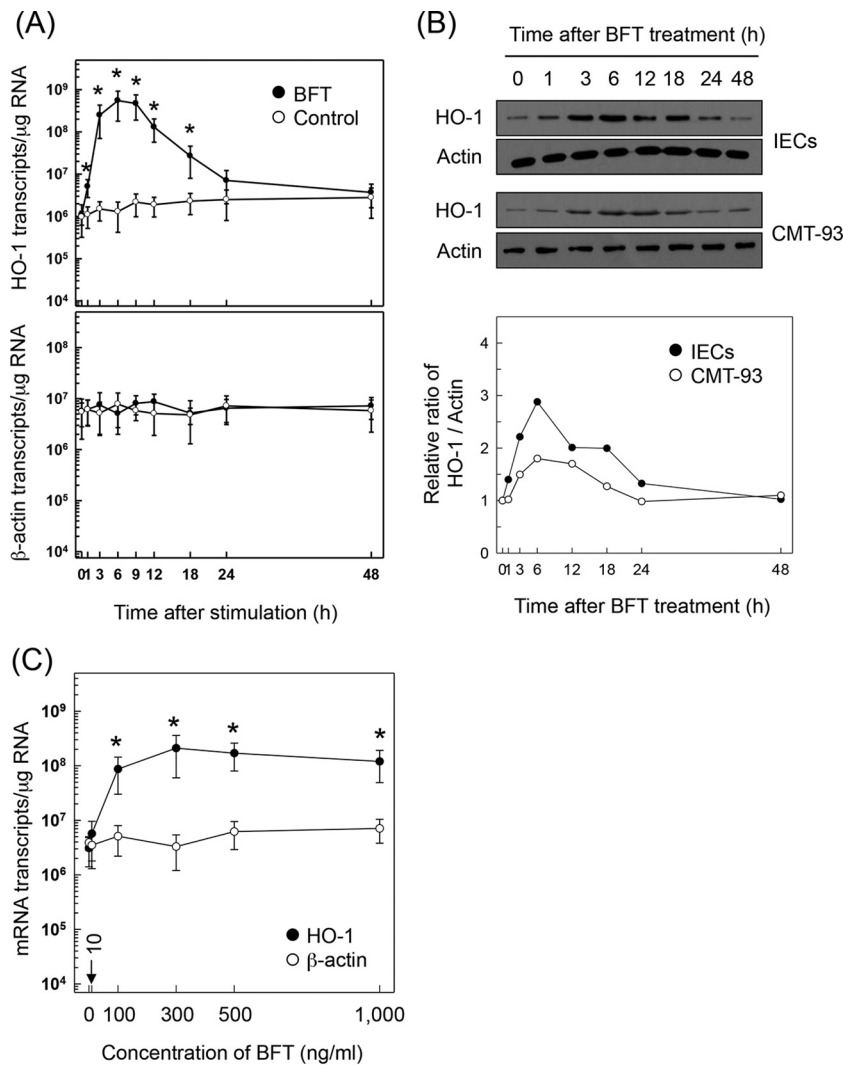 (A)
HO-1 transcripts/μg RNA
10⁹
10⁸
10⁷
10⁶
10⁵
10⁴
* * * * * * *
BFT
Control
β-actin transcripts/μg RNA
10⁸
10⁷
10⁶
10⁵
10⁴
0 1 3 6 9 12 18 24 48
Time after stimulation (h)
(B)
Time after BFT treatment (h)
0 1 3 6 12 18 24 48
HO-1
Actin
IECs
HO-1
Actin
CMT-93
Relative ratio of
HO-1 / Actin
4
3
2
1
0
IECs
CMT-93
0 1 3 6 12 18 24 48
Time after BFT treatment (h)
(C)
mRNA transcripts/μg RNA
10⁹
10⁸
10⁷
10⁶
10⁵
10⁴
* * * *
10
HO-1
β-actin
0 100 300 500 1,000
Concentration of BFT (ng/ml)